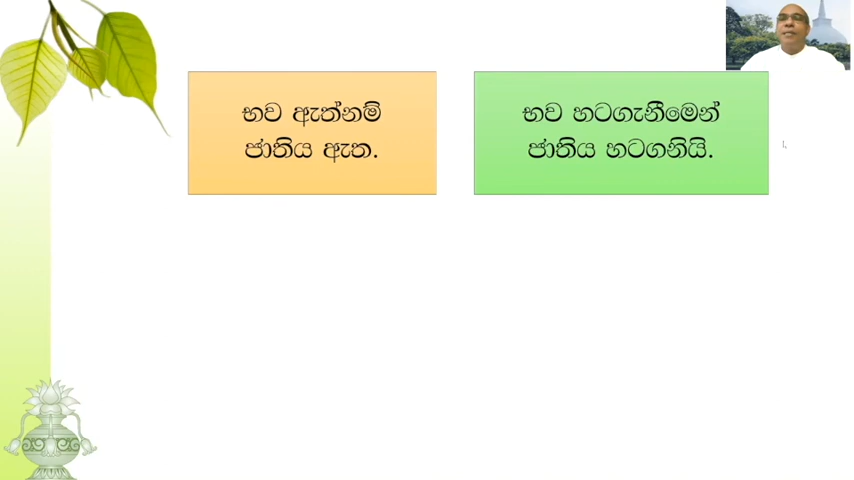 භව ඇත්නම්
ජාතිය ඇත.
භව හටගැනීමෙන්
ජාතිය හටගනියි.